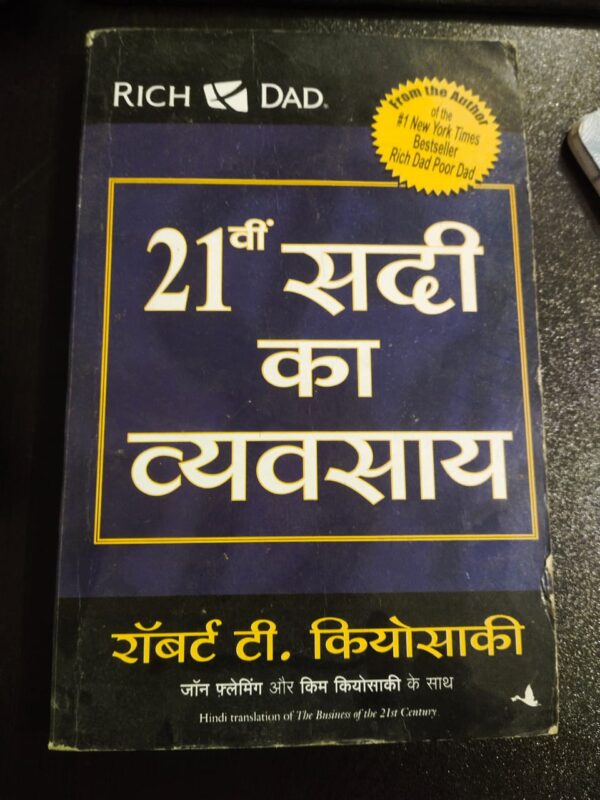 RICH DAD.
From the Author
of the
#1 New York Times
Bestseller
Rich Dad Poor Dad
21वीं सदी
का
व्यवसाय
रॉबर्ट टी. कियोसाकी
जॉन फ़्लेमिंग और किम कियोसाकी के साथ
Hindi translation of The Business of the 21st Century.